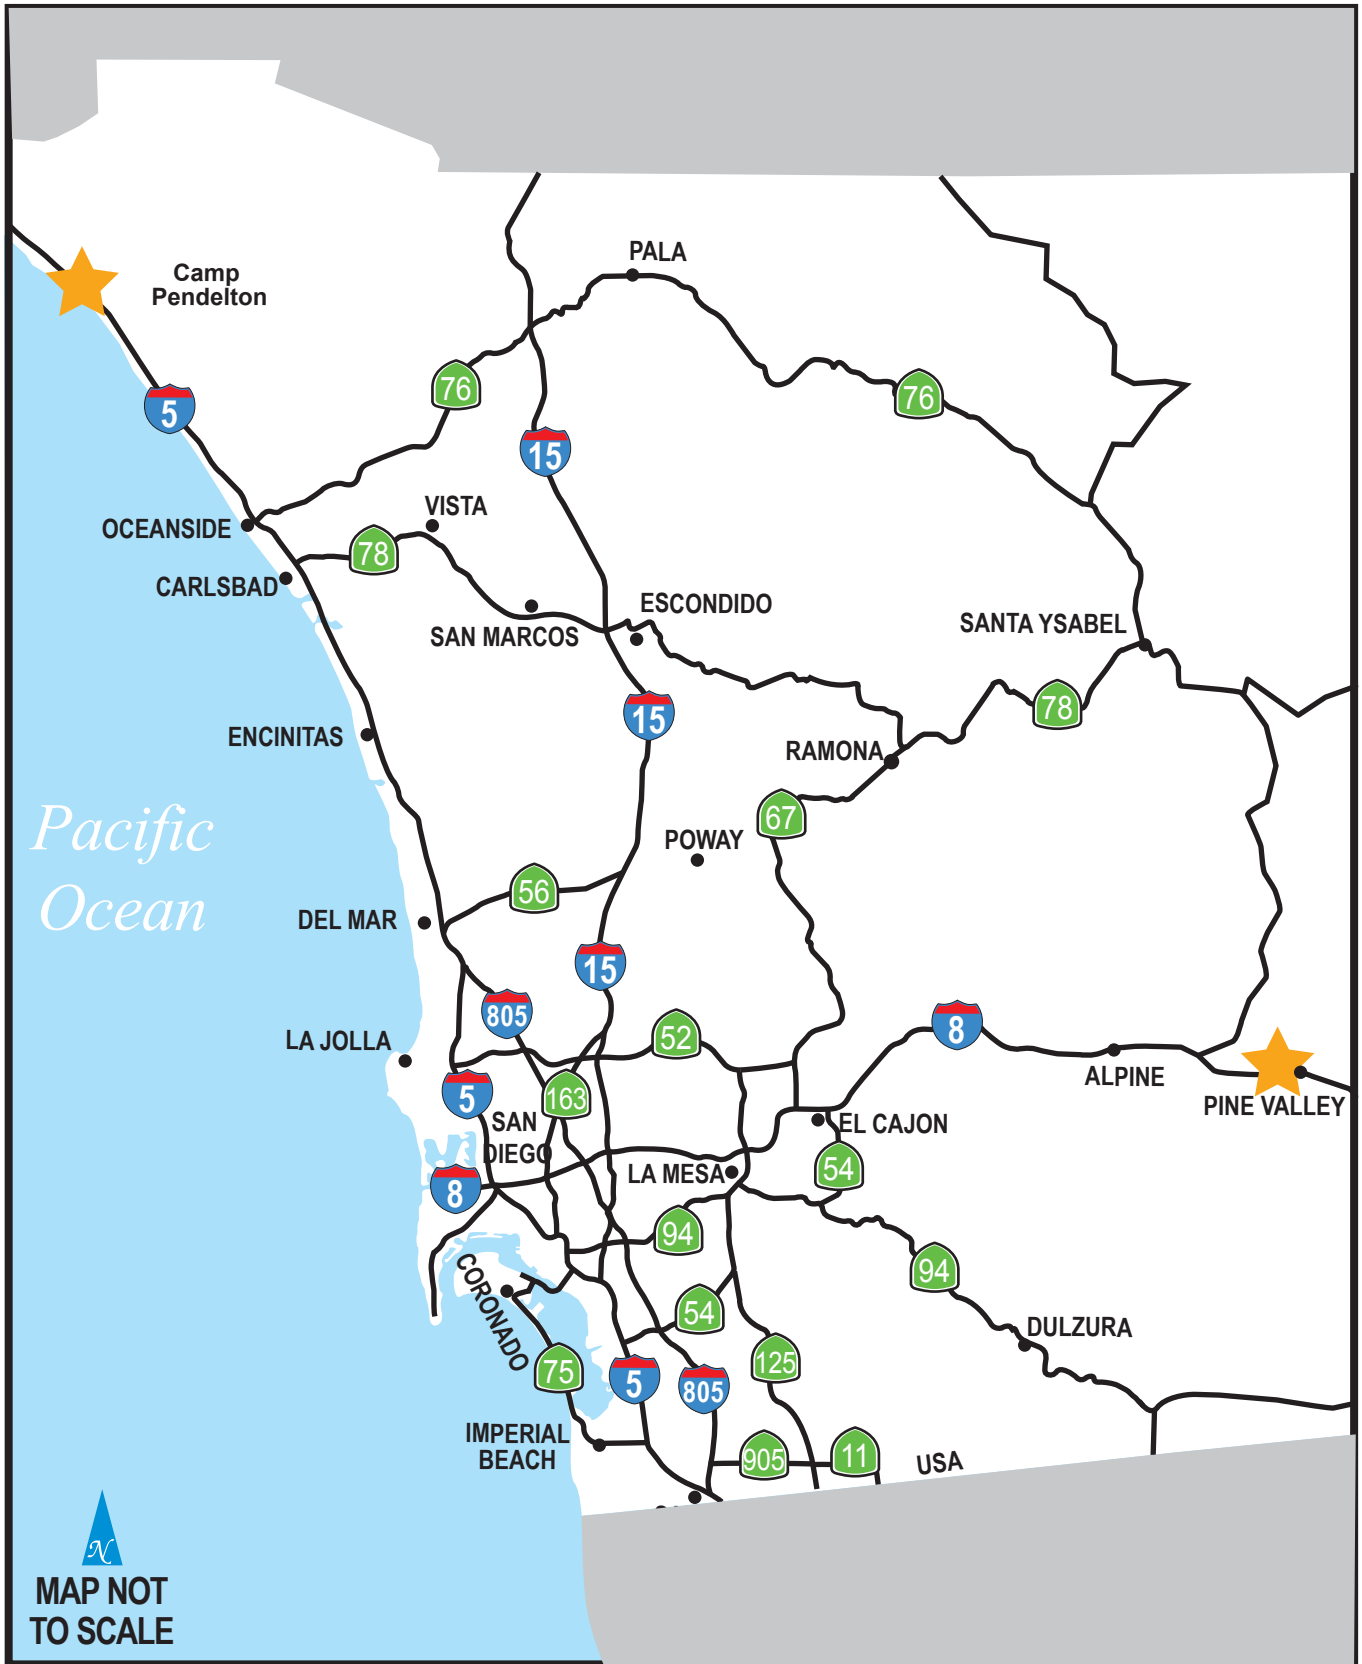 PALA
Camp
Pendelton
76
76
5
15
VISTA
OCEANSIDE
78
CARLSBAD
ESCONDIDO
SAN MARCOS
SANTA YSABEL
15
78
ENCINITAS
RAMONA
67
Pacific
Ocean
POWAY
56
DEL MAR
15
805
52
8
LA JOLLA
ALPINE
5
163
PINE VALLEY
SAN
DIEGO
EL CAJON
LA MESA
54
8
94
94
CORONADO
54
DULZURA
125
75
5
805
IMPERIAL
BEACH
905
11
USA
N
MAP NOT
TO SCALE